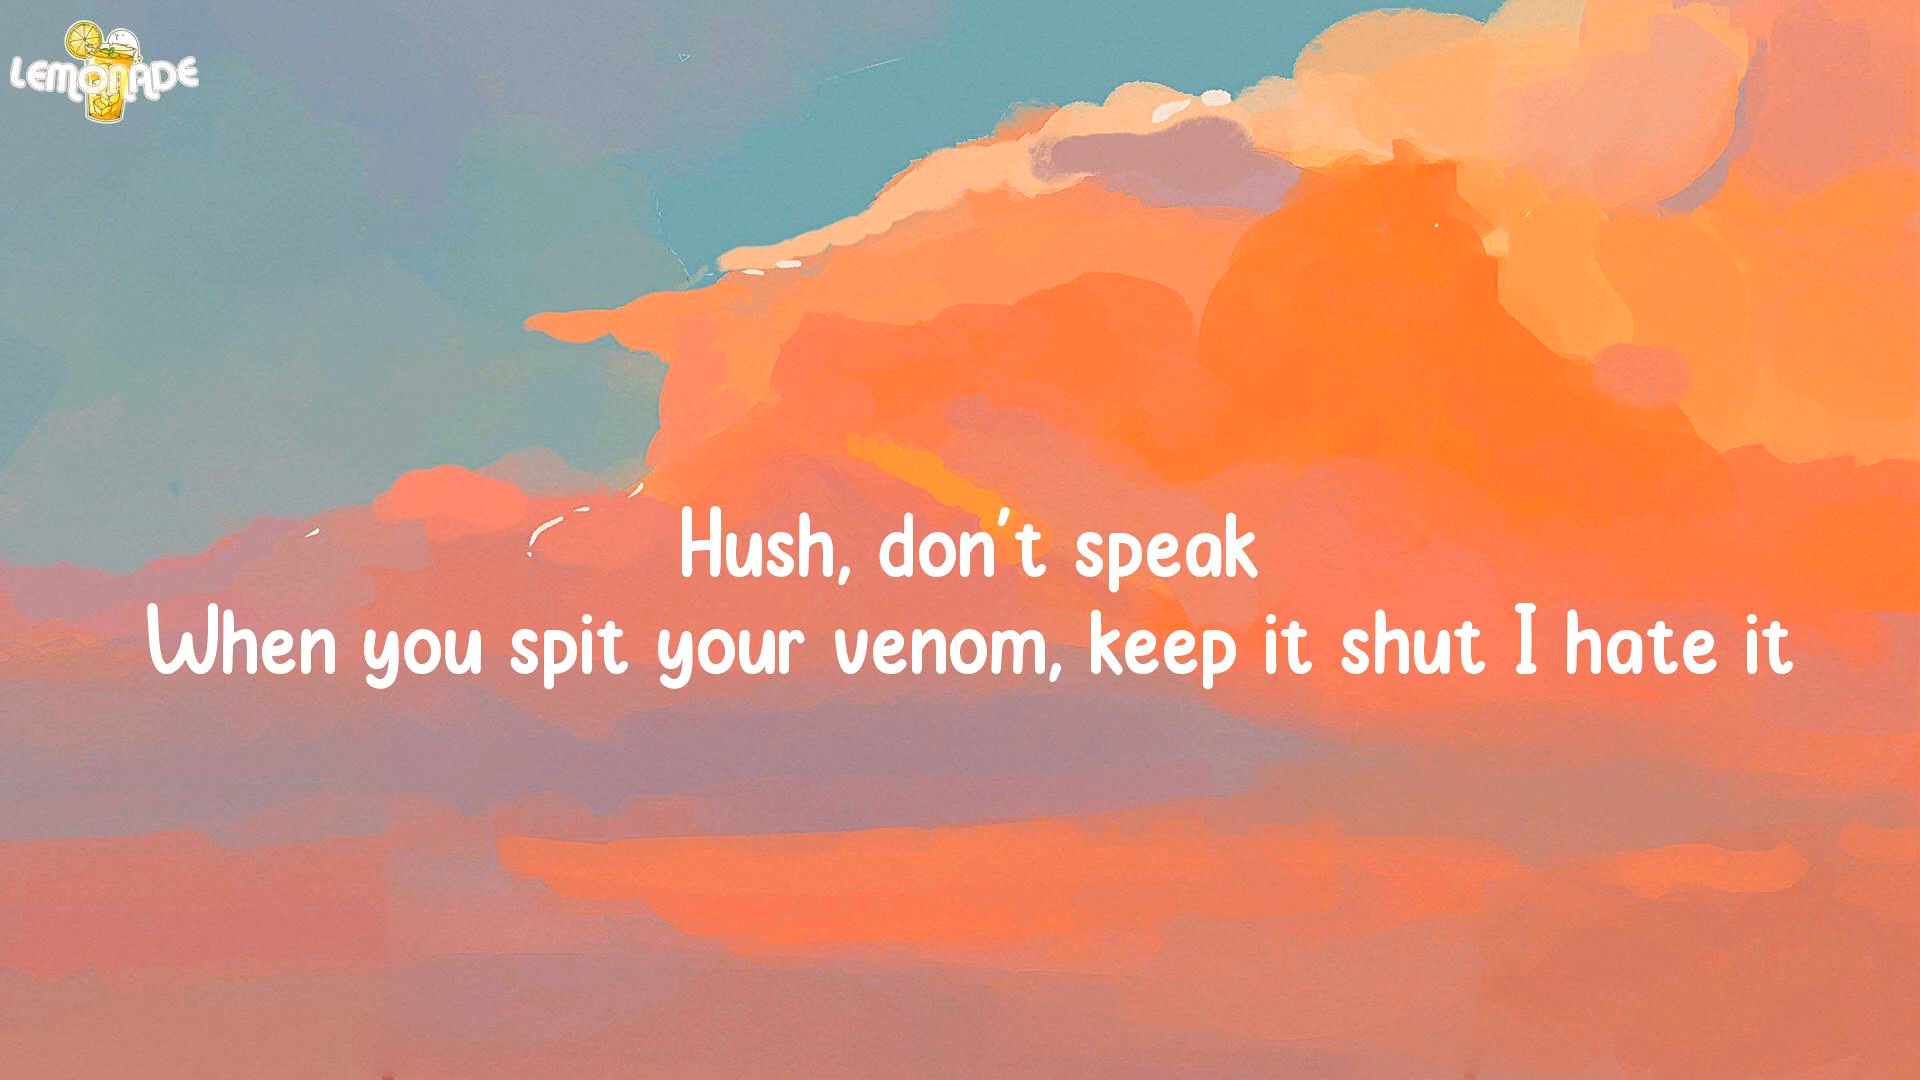 LEMONADE
Hush, don't speak
When you spit your venom, keep it shut I hate it